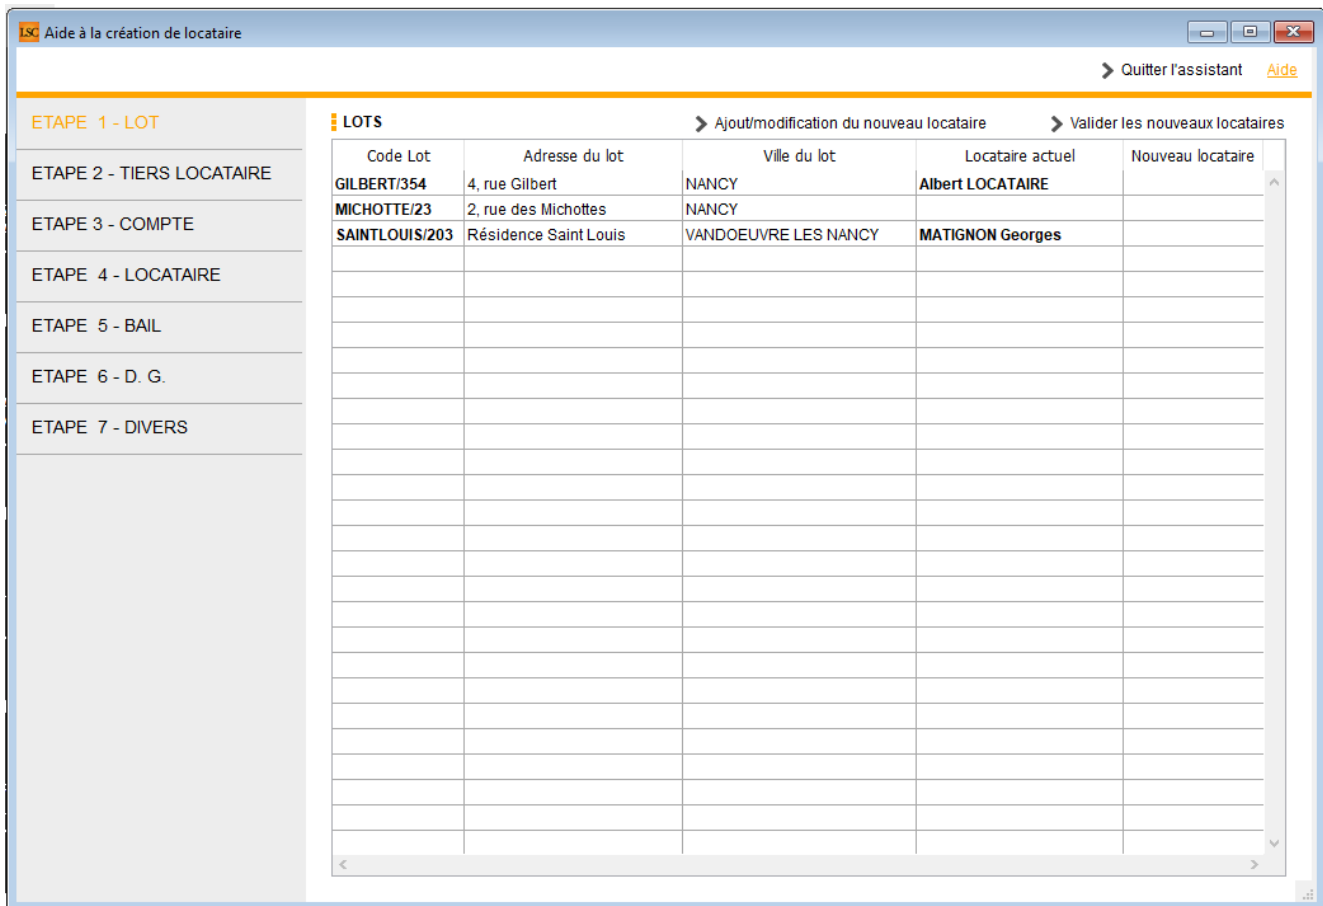 LSC Aide à la création de locataire
Quitter l'assistant Aide
ETAPE 1 - LOT
ETAPE 2 - TIERS LOCATAIRE
ETAPE 3 - COMPTE
ETAPE 4 - LOCATAIRE
ETAPE 5 - BAIL
ETAPE 6 - D. G.
ETAPE 7 - DIVERS
LOTS Ajout/modification du nouveau locataire Valider les nouveaux locataires
Code Lot Adresse du lot Ville du lot Locataire actuel Nouveau locataire
GILBERT/354 4, rue Gilbert NANCY Albert LOCATAIRE
MICHOTTE/23 2, rue des Michottes NANCY
SAINTLOUIS/203 Résidence Saint Louis VANDOEUVRE LES NANCY MATIGNON Georges